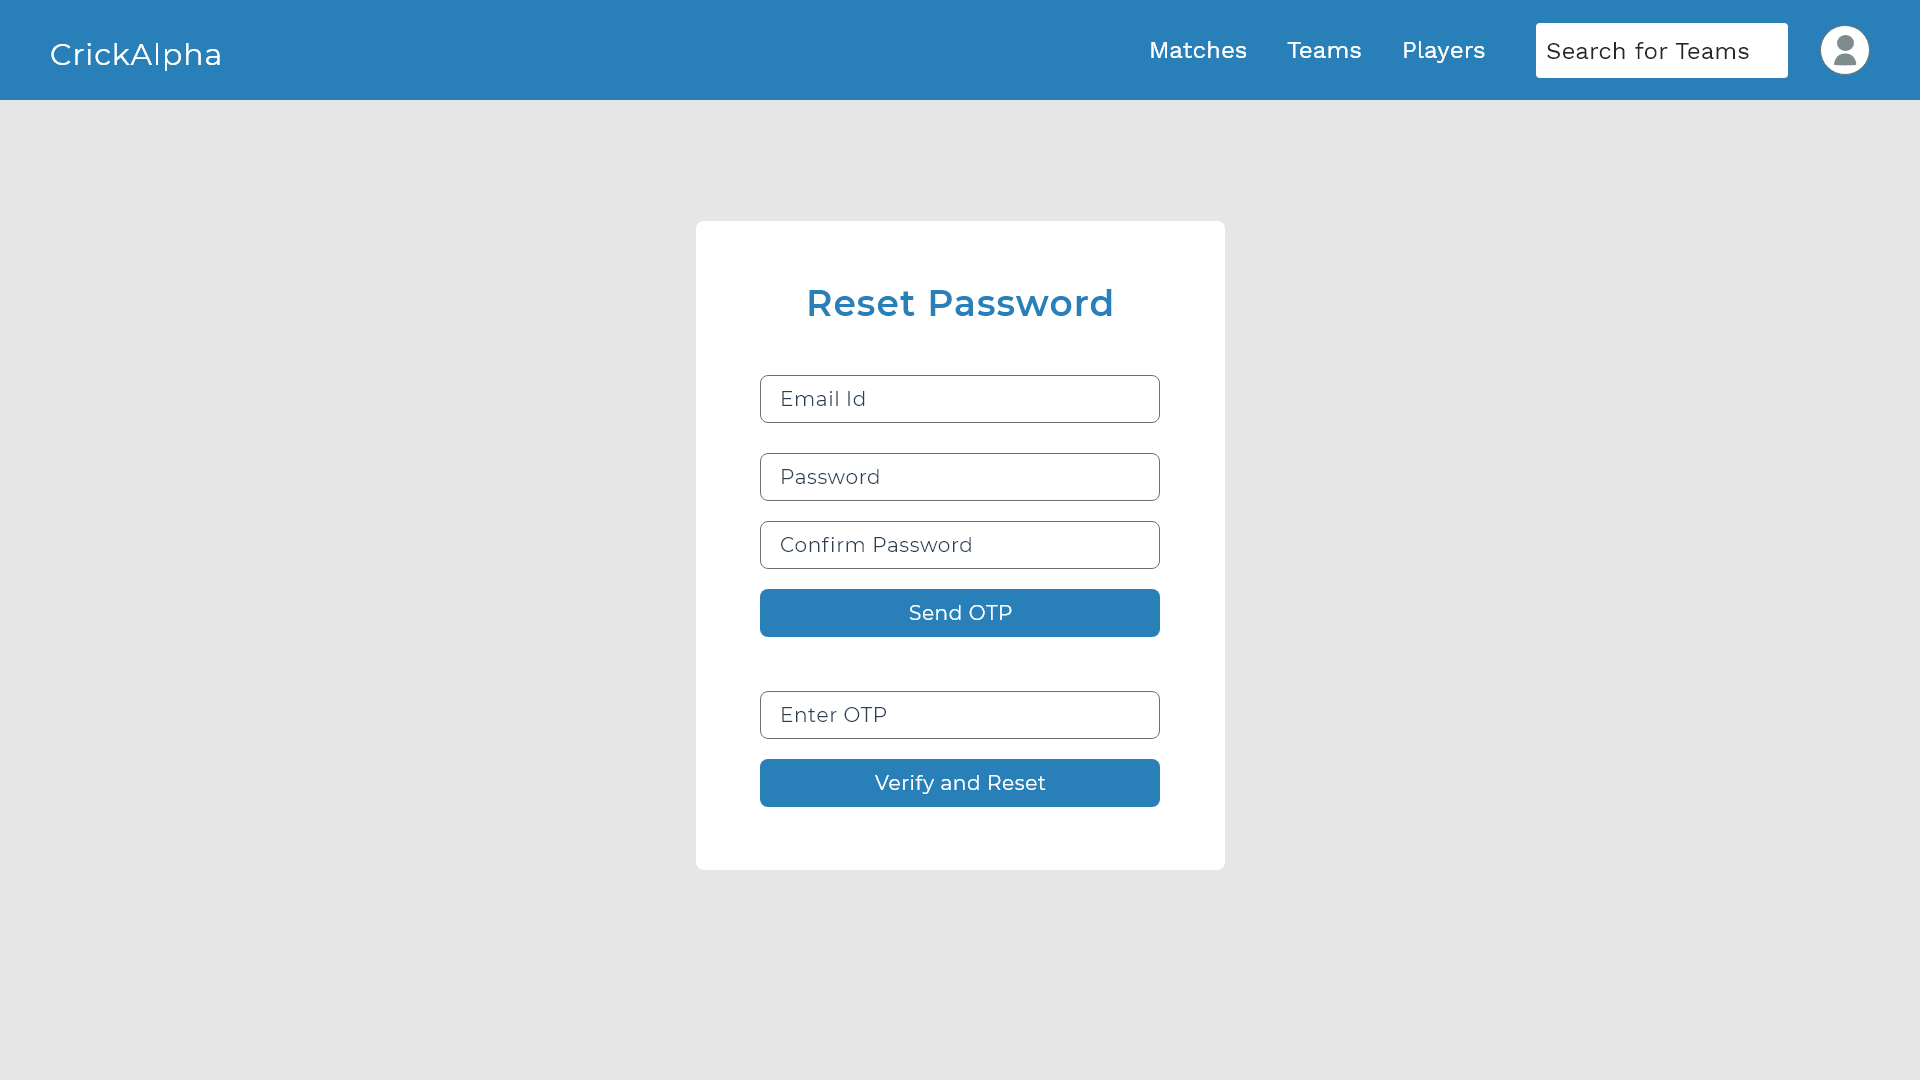 CrickAlpha
Matches
Teams
Players
Search for Teams
Reset Password
Email Id
Password
Confirm Password
Send OTP
Enter OTP
Verify and Reset